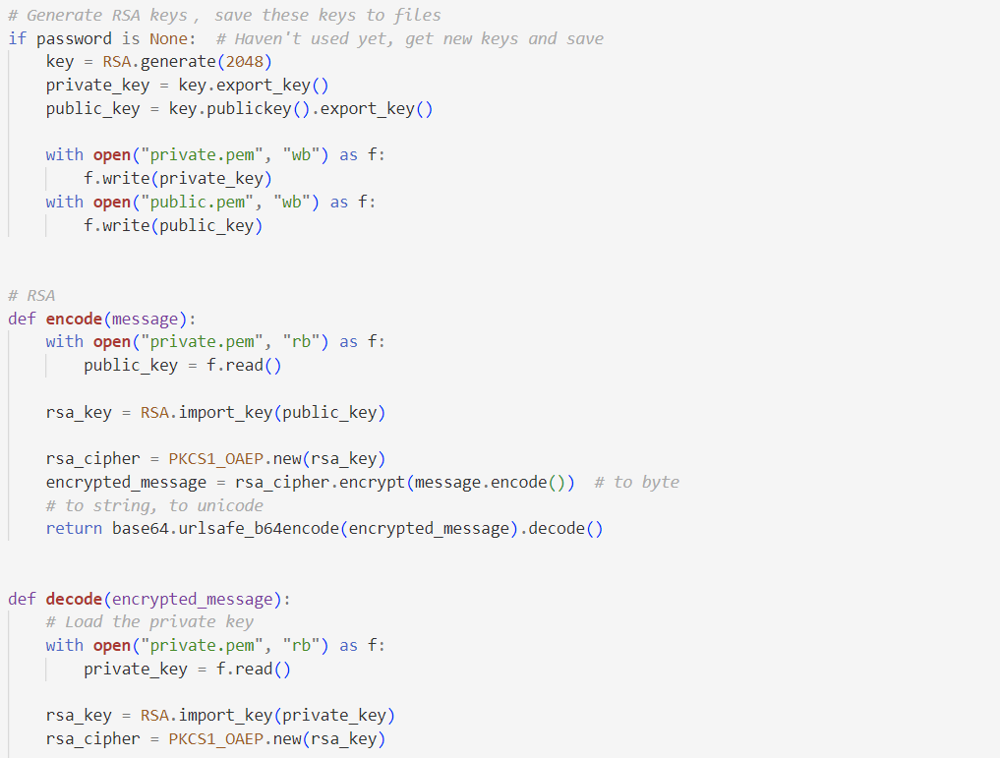 # Generate RSA keys, save these keys to files
if password is None:  # Haven't used yet, get new keys and save
    key = RSA.generate(2048)
    private_key = key.export_key()
    public_key = key.publickey().export_key()

    with open("private.pem", "wb") as f:
        f.write(private_key)
    with open("public.pem", "wb") as f:
        f.write(public_key)


# RSA
def encode(message):
    with open("private.pem", "rb") as f:
        public_key = f.read()

    rsa_key = RSA.import_key(public_key)

    rsa_cipher = PKCS1_OAEP.new(rsa_key)
    encrypted_message = rsa_cipher.encrypt(message.encode())  # to byte
    # to string, to unicode
    return base64.urlsafe_b64encode(encrypted_message).decode()


def decode(encrypted_message):
    # Load the private key
    with open("private.pem", "rb") as f:
        private_key = f.read()

    rsa_key = RSA.import_key(private_key)
    rsa_cipher = PKCS1_OAEP.new(rsa_key)